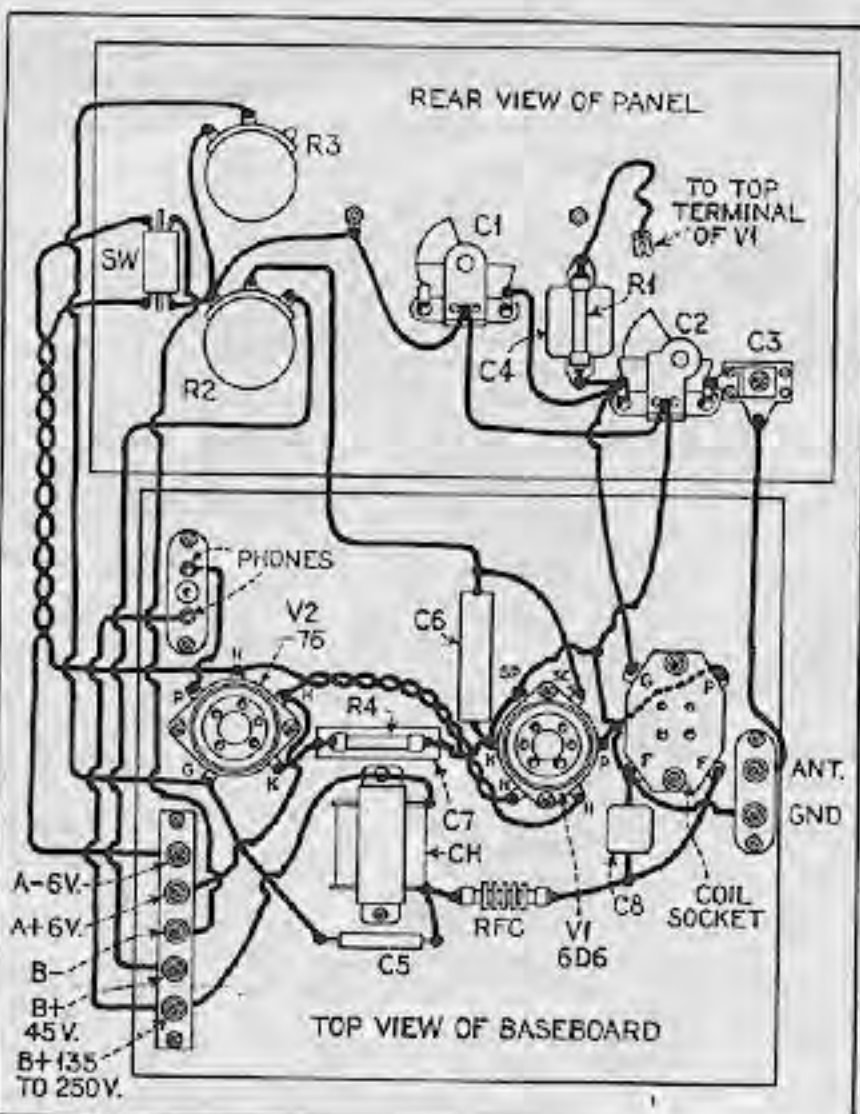 REAR VIEW OF PANEL
R3
TO TOP
TERMINAL
OF V1
C1
SW
R1
C2
C3
C4
R2
PHONES
V2
76
C6
H
SP
SC
G
P
P
H
R4
K
P
G
K
F
F
H
H
ANT.
C7
GND
CH
A-6V.
COIL
SOCKET
C8
RFC
V1
6D6
A+6V.
C5
B-
B+
45V.
TOP VIEW OF BASEBOARD
B+135
TO 250V.